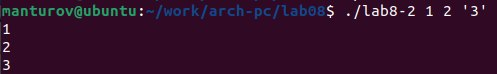 manturov@ubuntu:~/work/arch-pc/lab08$ ./lab8-2 1 2 '3'
1
2
3